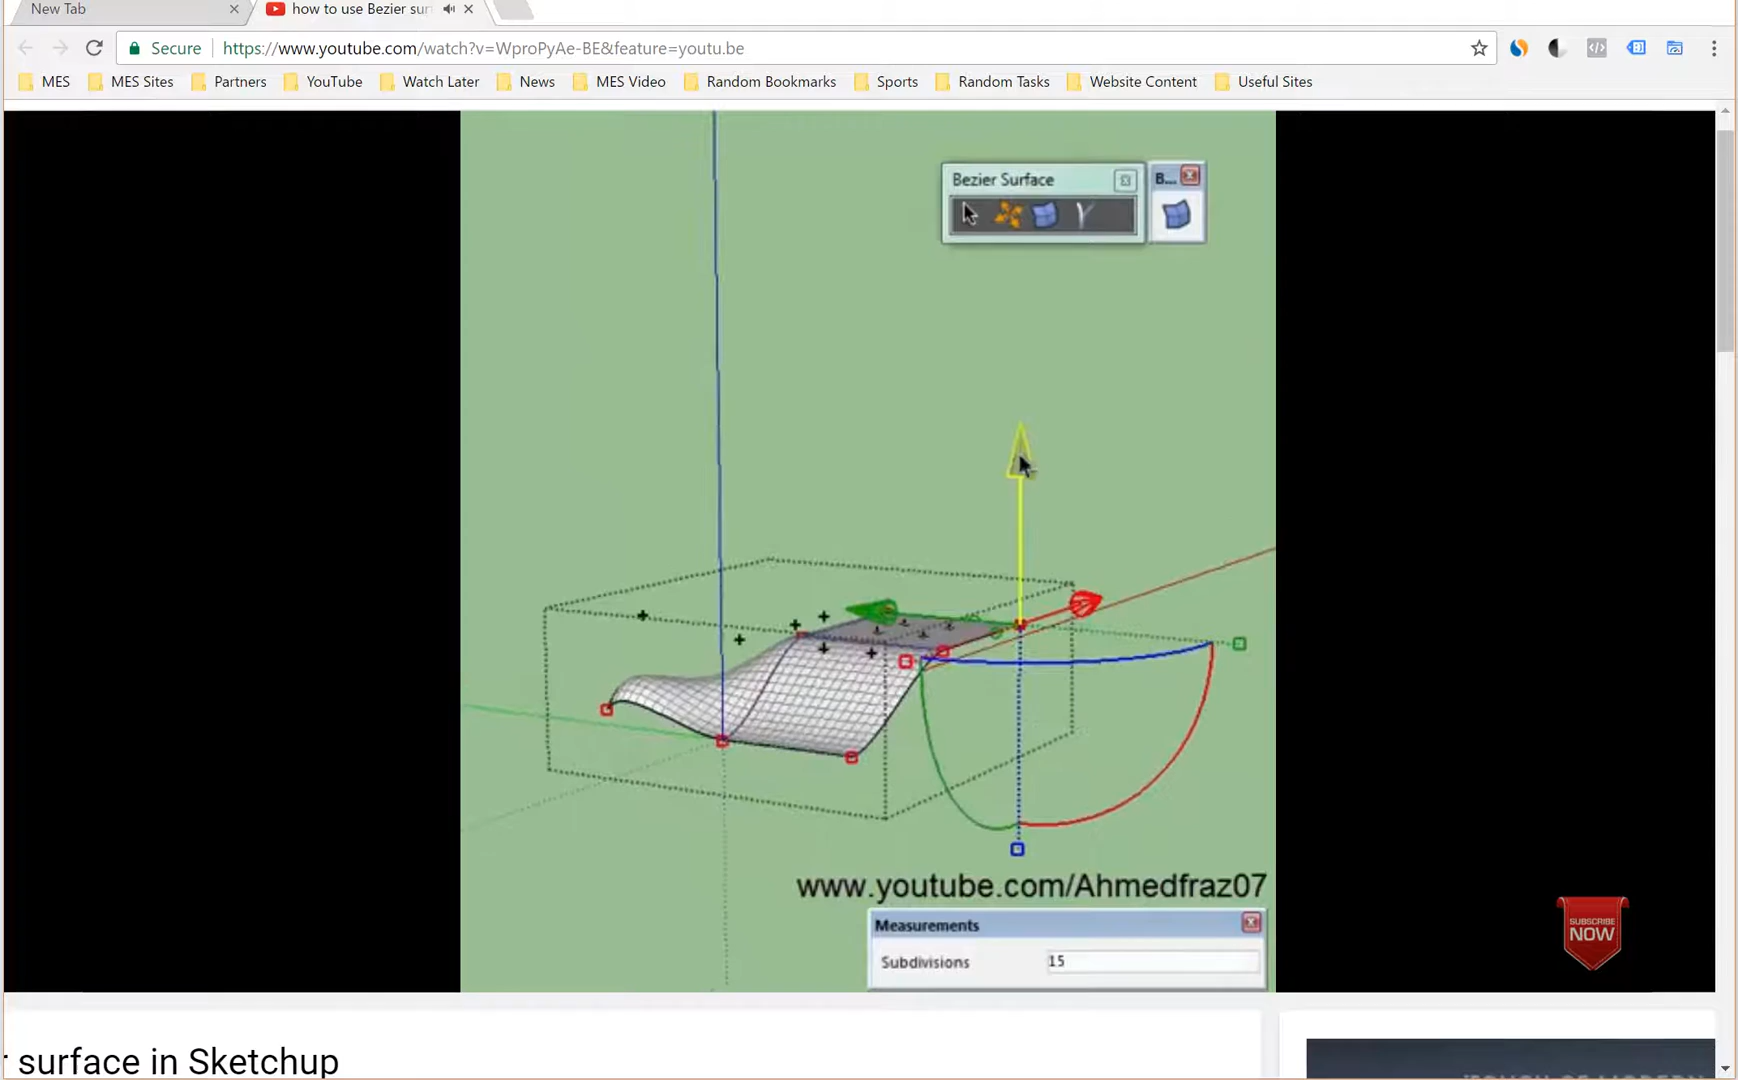 New Tab
how to use Bezier sur
Secure
https://www.youtube.com/watch?v=WproPyAe-BE&feature=youtu.be
MES
MES Sites
Partners
YouTube
Watch Later
News
MES Video
Random Bookmarks
Sports
Random Tasks
Website Content
Useful Sites
Bezier Surface
B...
www.youtube.com/Ahmedfraz07
Measurements
Subdivisions
15
SUBSCRIBE
NOW
surface in Sketchup